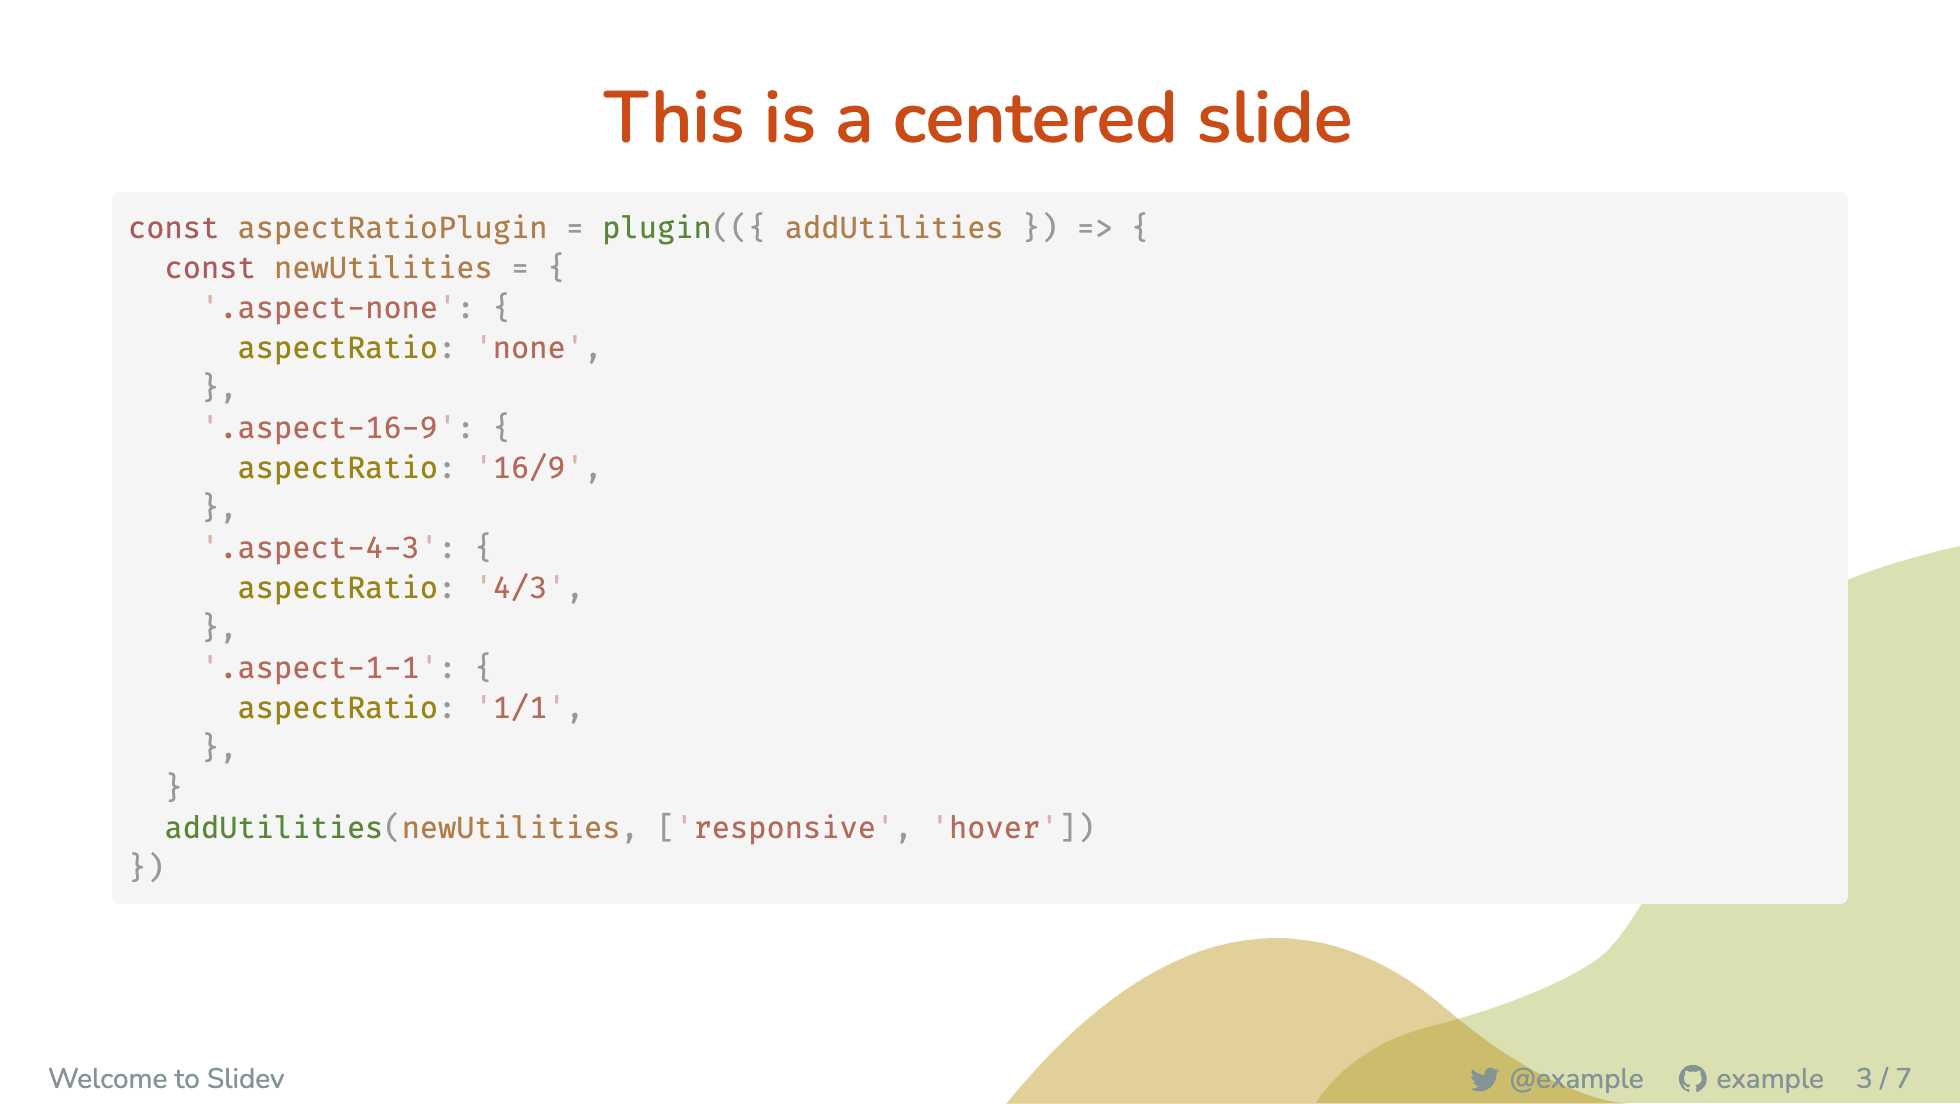 This is a centered slide
const aspectRatioPlugin = plugin(({ addUtilities }) => {
  const newUtilities = {
    '.aspect-none': {
      aspectRatio: 'none',
    },
    '.aspect-16-9': {
      aspectRatio: '16/9',
    },
    '.aspect-4-3': {
      aspectRatio: '4/3',
    },
    '.aspect-1-1': {
      aspectRatio: '1/1',
    },
  }
  addUtilities(newUtilities, ['responsive', 'hover'])
})
Welcome to Slidev @example example 3 / 7